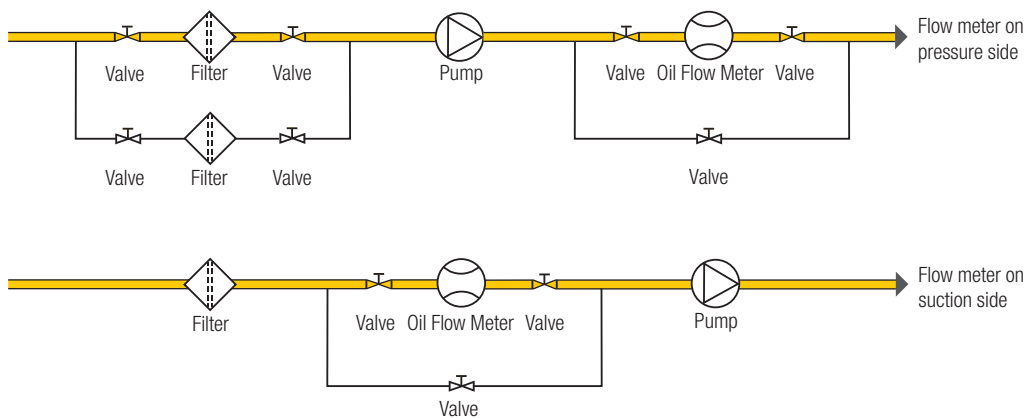 Flow meter on
pressure side
Valve Filter Valve Pump Valve Oil Flow Meter Valve
Valve Filter Valve Valve
Flow meter on
suction side
Filter Valve Oil Flow Meter Valve Pump
Valve